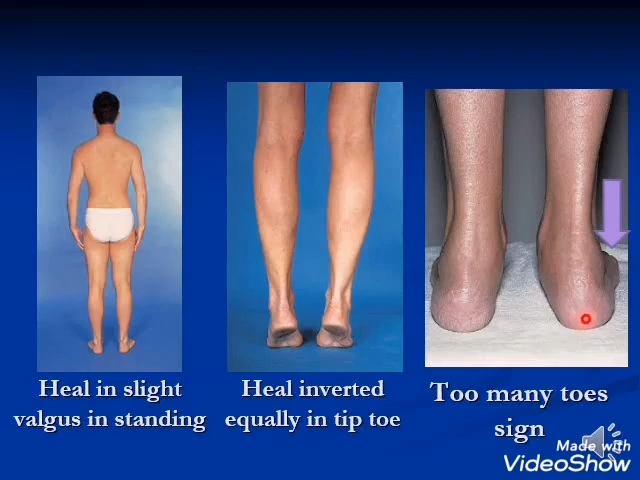 Heal in slight
valgus in standing
Heal inverted
equally in tip toe
Too many toes
sign
Made with
VideoShow